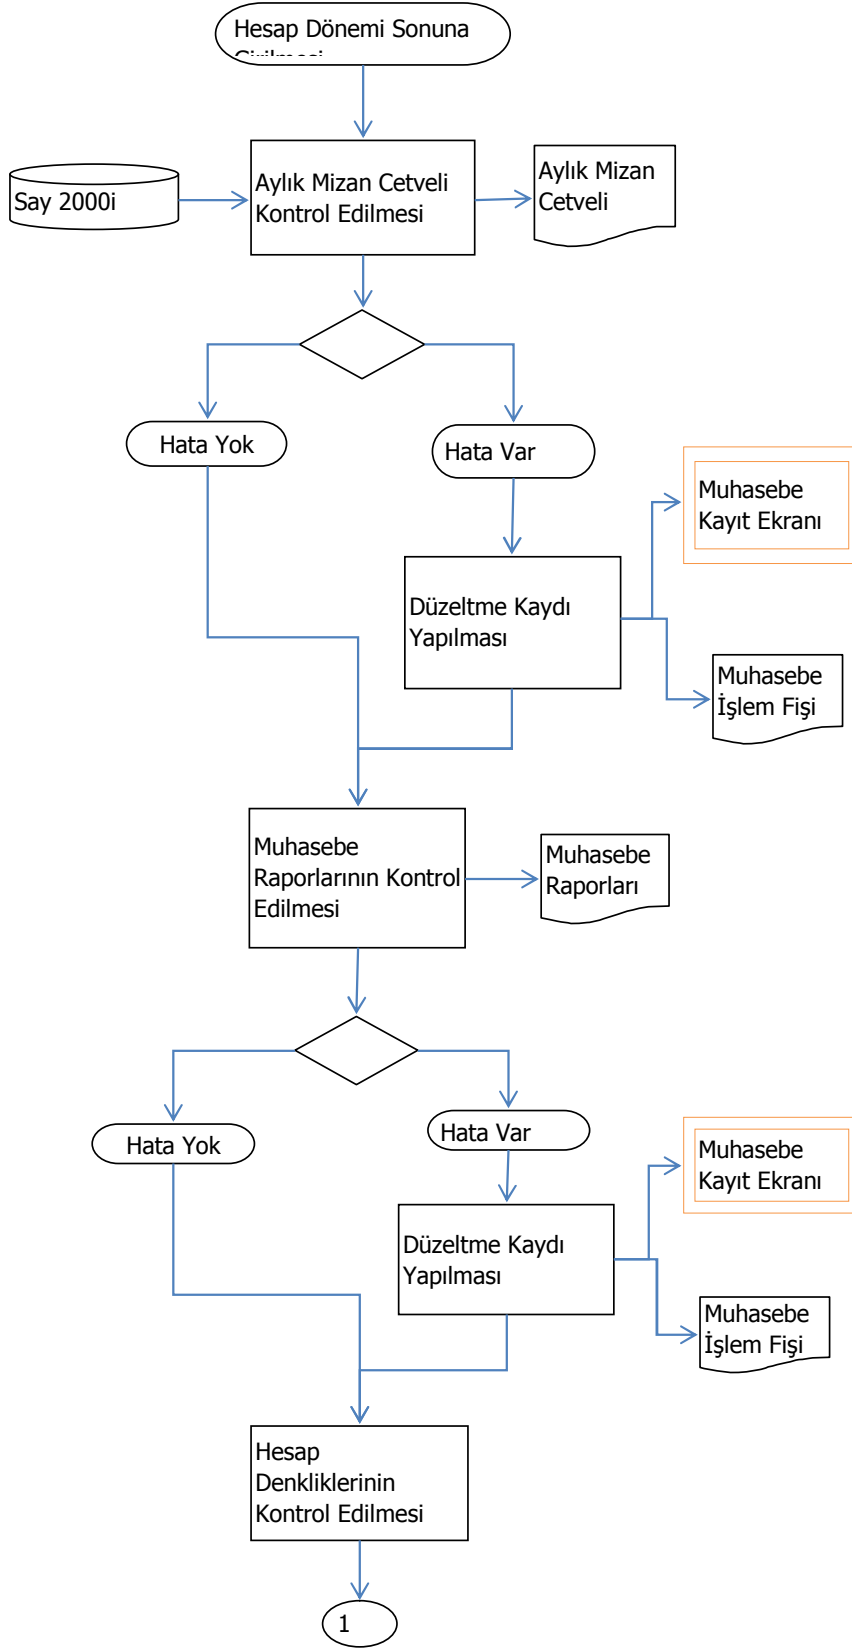 Hesap Dönemi Sonuna
Say 2000i
Aylık Mizan Cetveli
Kontrol Edilmesi
Aylık Mizan
Cetveli
Hata Yok
Hata Var
Muhasebe
Kayıt Ekranı
Düzeltme Kaydı
Yapılması
Muhasebe
İşlem Fişi
Muhasebe
Raporlarının Kontrol
Edilmesi
Muhasebe
Raporları
Hata Yok
Hata Var
Muhasebe
Kayıt Ekranı
Düzeltme Kaydı
Yapılması
Muhasebe
İşlem Fişi
Hesap
Denkliklerinin
Kontrol Edilmesi
1